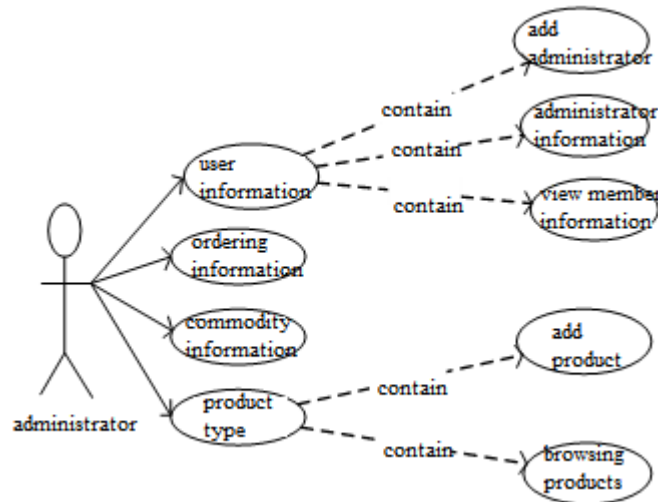 add
administrator
contain
administrator
information
contain
user
information
view member
information
contain
ordering
information
commodity
information
add
product
contain
product
type
administrator
contain
browsing
products